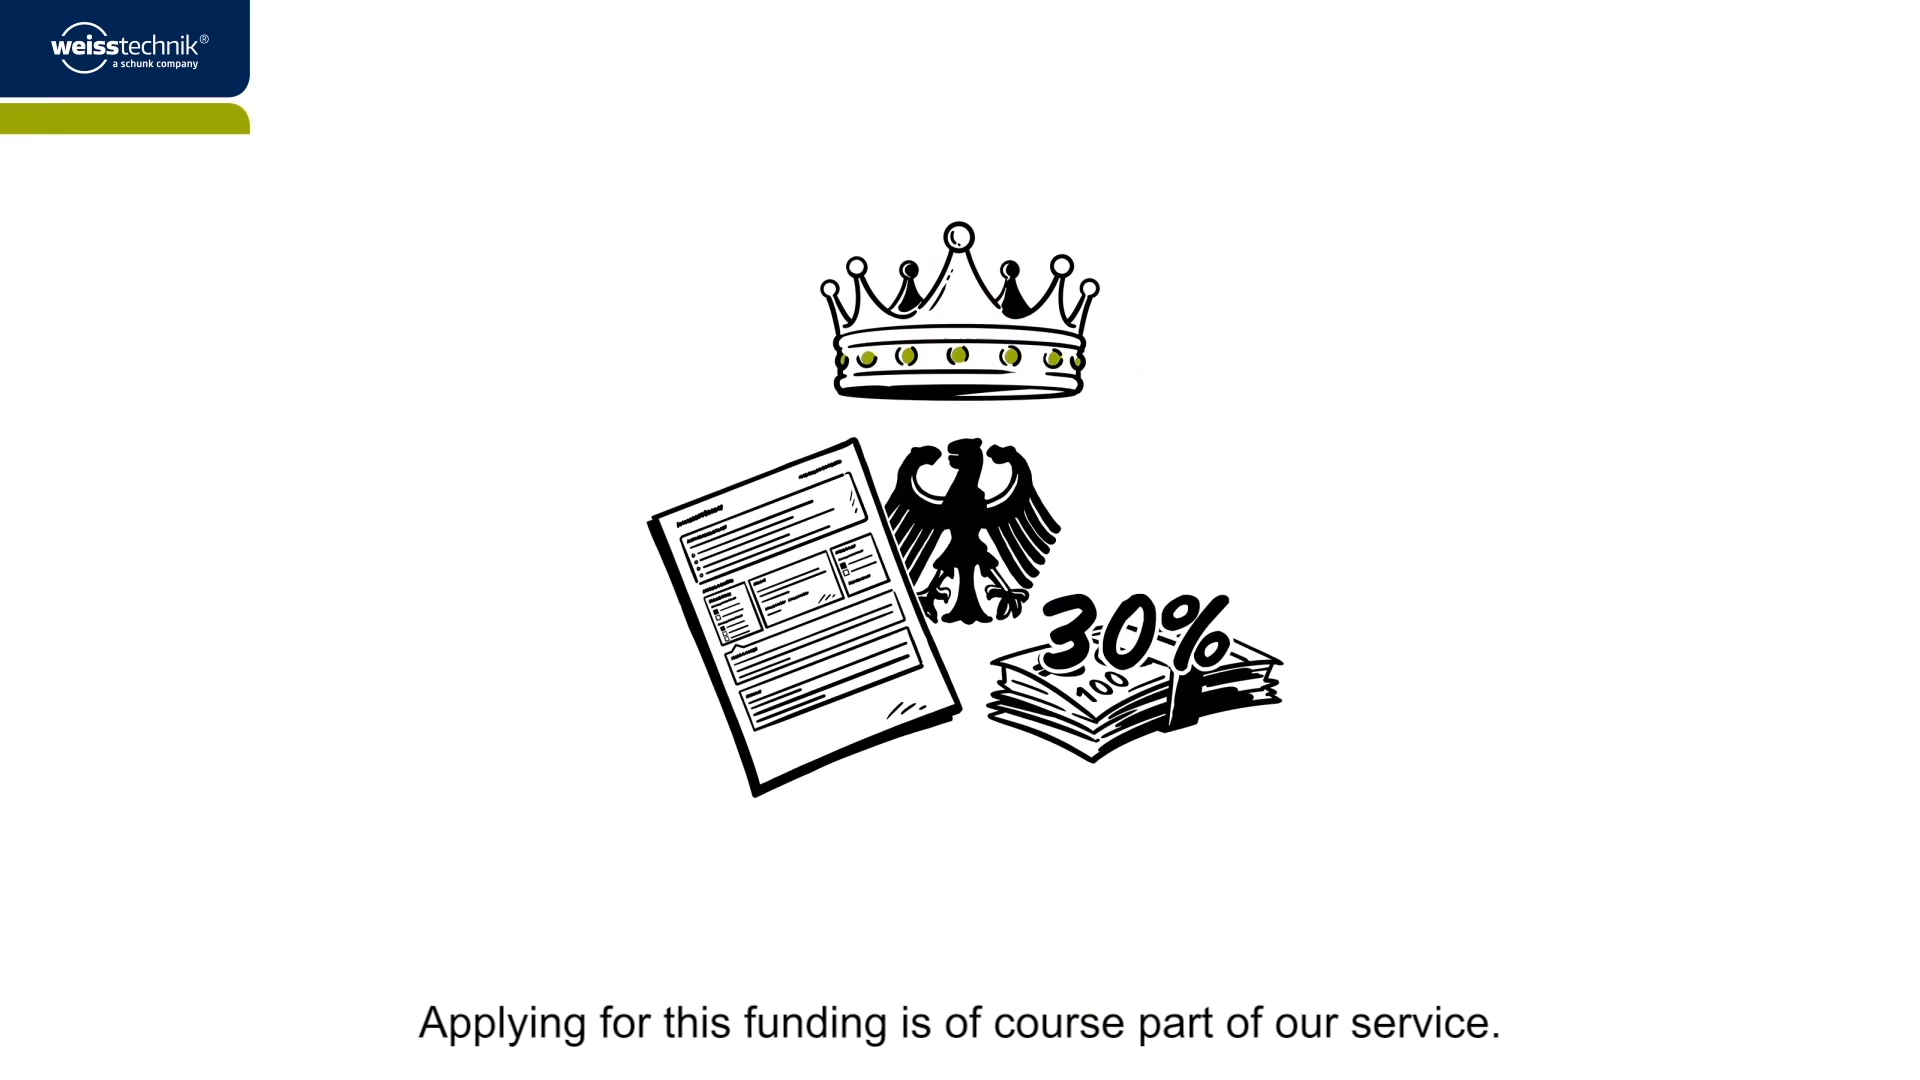 weisstechnik®
a schunk company
30%
100
Applying for this funding is of course part of our service.